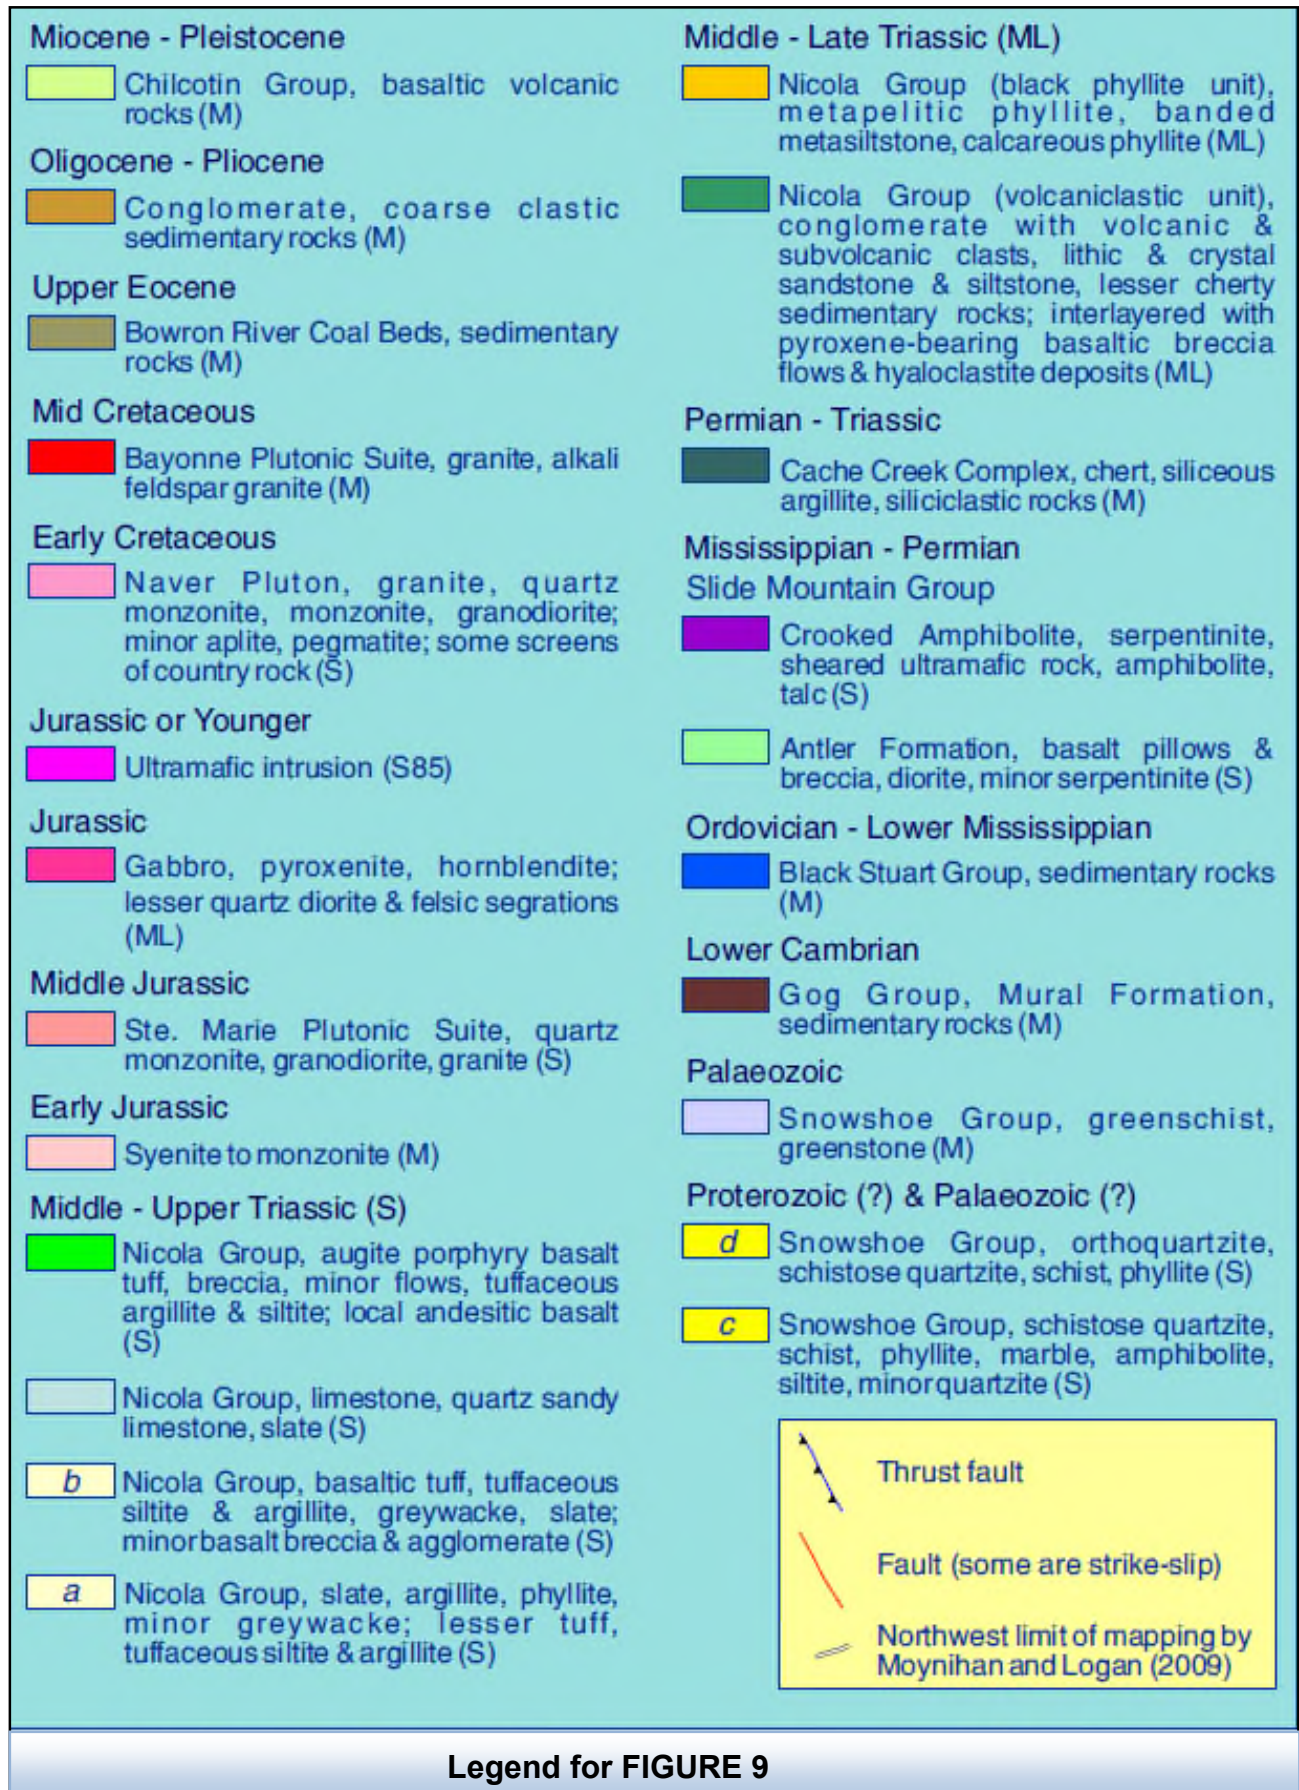 Miocene - Pleistocene
Chilcotin Group, basaltic volcanic
rocks (M)
Oligocene - Pliocene
Conglomerate, coarse clastic
sedimentary rocks (M)
Upper Eocene
Bowron River Coal Beds, sedimentary
rocks (M)
Mid Cretaceous
Bayonne Plutonic Suite, granite, alkali
feldspar granite (M)
Early Cretaceous
Naver Pluton, granite, quartz
monzonite, monzonite, granodiorite;
minor aplite, pegmatite; some screens
of country rock (S)
Jurassic or Younger
Ultramafic intrusion (S85)
Jurassic
Gabbro, pyroxenite, hornblendite;
lesser quartz diorite & felsic segrations
(ML)
Middle Jurassic
Ste. Marie Plutonic Suite, quartz
monzonite, granodiorite, granite (S)
Early Jurassic
Syenite to monzonite (M)
Middle - Upper Triassic (S)
Nicola Group, augite porphyry basalt
tuff, breccia, minor flows, tuffaceous
argillite & siltite; local andesitic basalt
(S)
Nicola Group, limestone, quartz sandy
limestone, slate (S)
b Nicola Group, basaltic tuff, tuffaceous
siltite & argillite, greywacke, slate;
minor basalt breccia & agglomerate (S)
a Nicola Group, slate, argillite, phyllite,
minor greywacke; lesser tuff,
tuffaceous siltite & argillite (S)
Middle - Late Triassic (ML)
Nicola Group (black phyllite unit),
metapelitic phyllite, banded
metasiltstone, calcareous phyllite (ML)
Nicola Group (volcaniclastic unit),
conglomerate with volcanic &
subvolcanic clasts, lithic & crystal
sandstone & siltstone, lesser cherty
sedimentary rocks; interlayered with
pyroxene-bearing basaltic breccia
flows & hyaloclastite deposits (ML)
Permian - Triassic
Cache Creek Complex, chert, siliceous
argillite, siliciclastic rocks (M)
Mississippian - Permian
Slide Mountain Group
Crooked Amphibolite, serpentinite,
sheared ultramafic rock, amphibolite,
talc (S)
Antler Formation, basalt pillows &
breccia, diorite, minor serpentinite (S)
Ordovician - Lower Mississippian
Black Stuart Group, sedimentary rocks
(M)
Lower Cambrian
Gog Group, Mural Formation,
sedimentary rocks (M)
Palaeozoic
Snowshoe Group, greenschist,
greenstone (M)
Proterozoic (?) & Palaeozoic (?)
d Snowshoe Group, orthoquartzite,
schistose quartzite, schist, phyllite (S)
c Snowshoe Group, schistose quartzite,
schist, phyllite, marble, amphibolite,
siltite, minor quartzite (S)
Thrust fault
Fault (some are strike-slip)
Northwest limit of mapping by
Moynihan and Logan (2009)
Legend for FIGURE 9